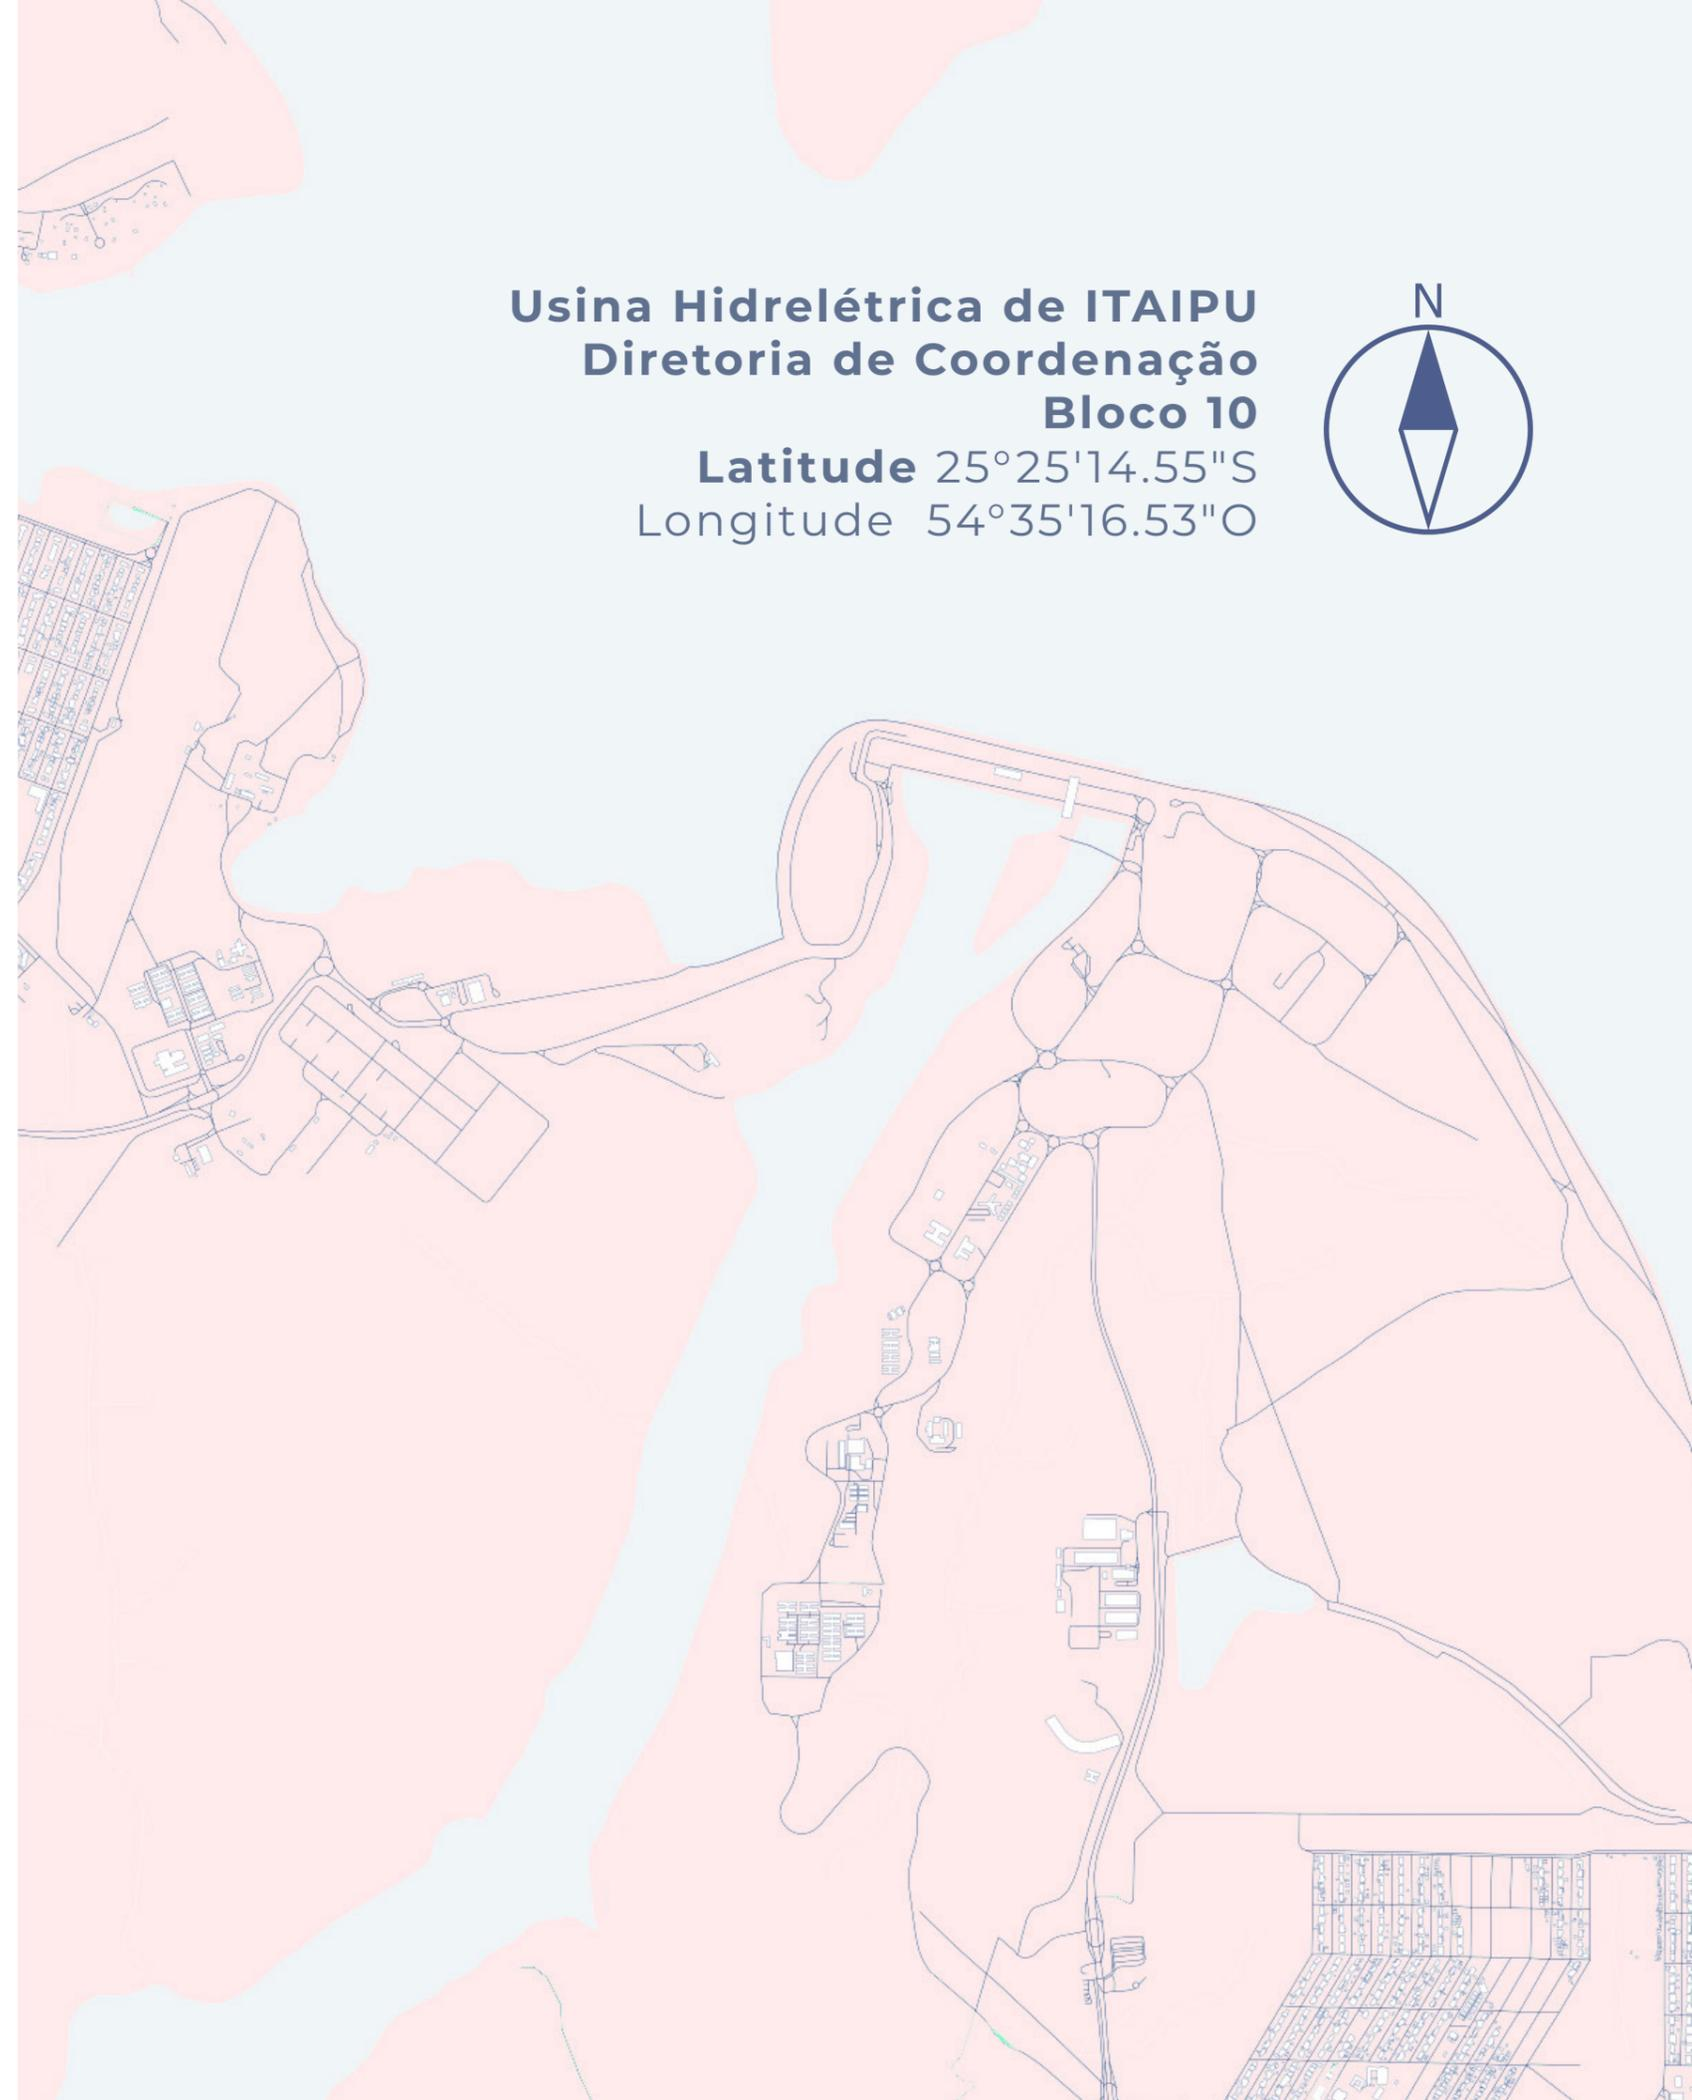 Usina Hidrelétrica de ITAIPU
Diretoria de Coordenação
Bloco 10
Latitude 25°25'14.55"S
Longitude 54°35'16.53"O
N